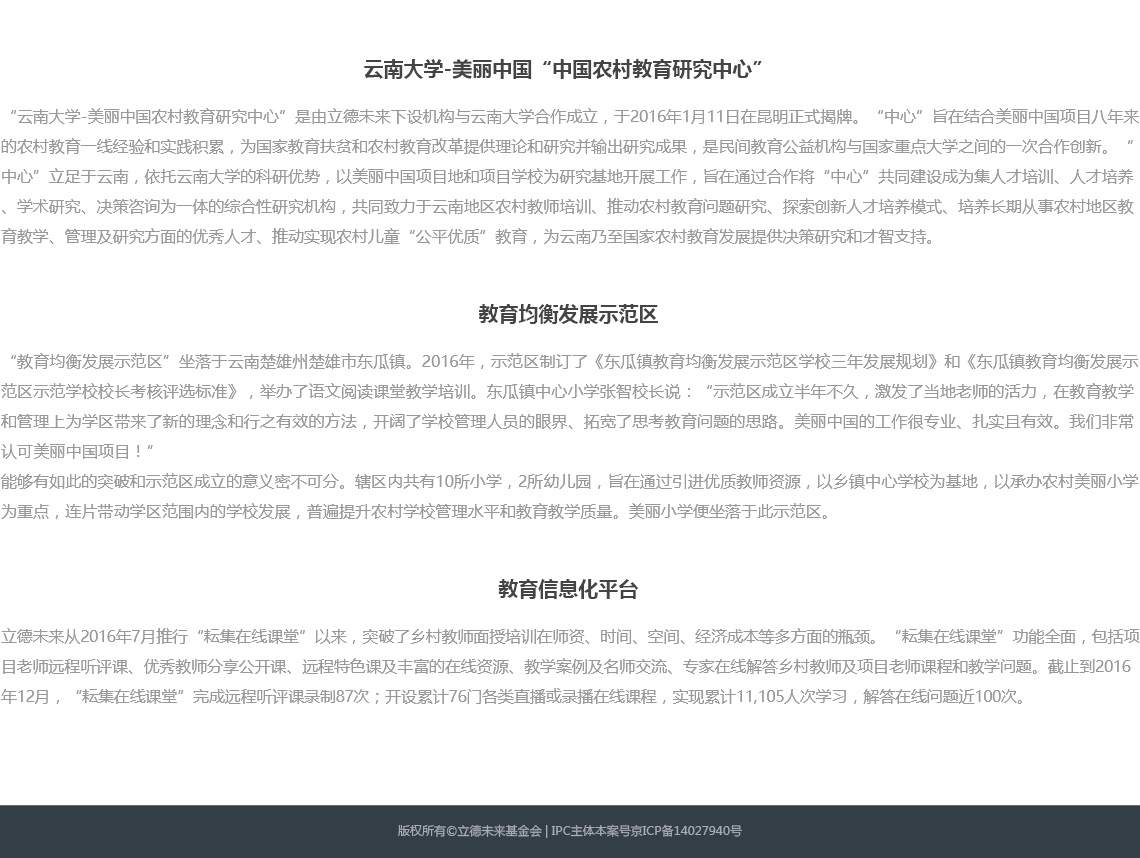 云南大学-美丽中国“中国农村教育研究中心”
“云南大学-美丽中国农村教育研究中心”是由立德未来下设机构与云南大学合作成立，于2016年1月11日在昆明正式揭牌。“中心”旨在结合美丽中国项目八年来
的农村教育一线经验和实践积累，为国家教育扶贫和农村教育改革提供理论和研究并输出研究成果，是民间教育公益机构与国家重点大学之间的一次合作创新。“
中心”立足于云南，依托云南大学的科研优势，以美丽中国项目地和项目学校为研究基地开展工作，旨在通过合作将“中心”共同建设成为集人才培训、人才培养
、学术研究、决策咨询为一体的综合性研究机构，共同致力于云南地区农村教师培训、推动农村教育问题研究、探索创新人才培养模式、培养长期从事农村地区教
育教学、管理及研究方面的优秀人才、推动实现农村儿童“公平优质”教育，为云南乃至国家农村教育发展提供决策研究和才智支持。
教育均衡发展示范区
“教育均衡发展示范区”坐落于云南楚雄州楚雄市东瓜镇。2016年，示范区制订了《东瓜镇教育均衡发展示范区学校三年发展规划》和《东瓜镇教育均衡发展示
范区示范学校校长考核评选标准》，举办了语文阅读课堂教学培训。东瓜镇中心小学张智校长说：“示范区成立半年不久，激发了当地老师的活力，在教育教学
和管理上为学区带来了新的理念和行之有效的方法，开阔了学校管理人员的眼界、拓宽了思考教育问题的思路。美丽中国的工作很专业、扎实且有效。我们非常
认可美丽中国项目！”
能够有如此的突破和示范区成立的意义密不可分。辖区内共有10所小学，2所幼儿园，旨在通过引进优质教师资源，以乡镇中心学校为基地，以承办农村美丽小学
为重点，连片带动学区范围内的学校发展，普遍提升农村学校管理水平和教育教学质量。美丽小学便坐落于此示范区。
教育信息化平台
立德未来从2016年7月推行“耘集在线课堂”以来，突破了乡村教师面授培训在师资、时间、空间、经济成本等多方面的瓶颈。“耘集在线课堂”功能全面，包括项
目老师远程听评课、优秀教师分享公开课、远程特色课及丰富的在线资源、教学案例及名师交流、专家在线解答乡村教师及项目老师课程和教学问题。截止到2016
年12月，“耘集在线课堂”完成远程听评课录制87次；开设累计76门各类直播或录播在线课程，实现累计11,105人次学习，解答在线问题近100次。
版权所有©立德未来基金会 | IPC主体本案号京ICP备14027940号